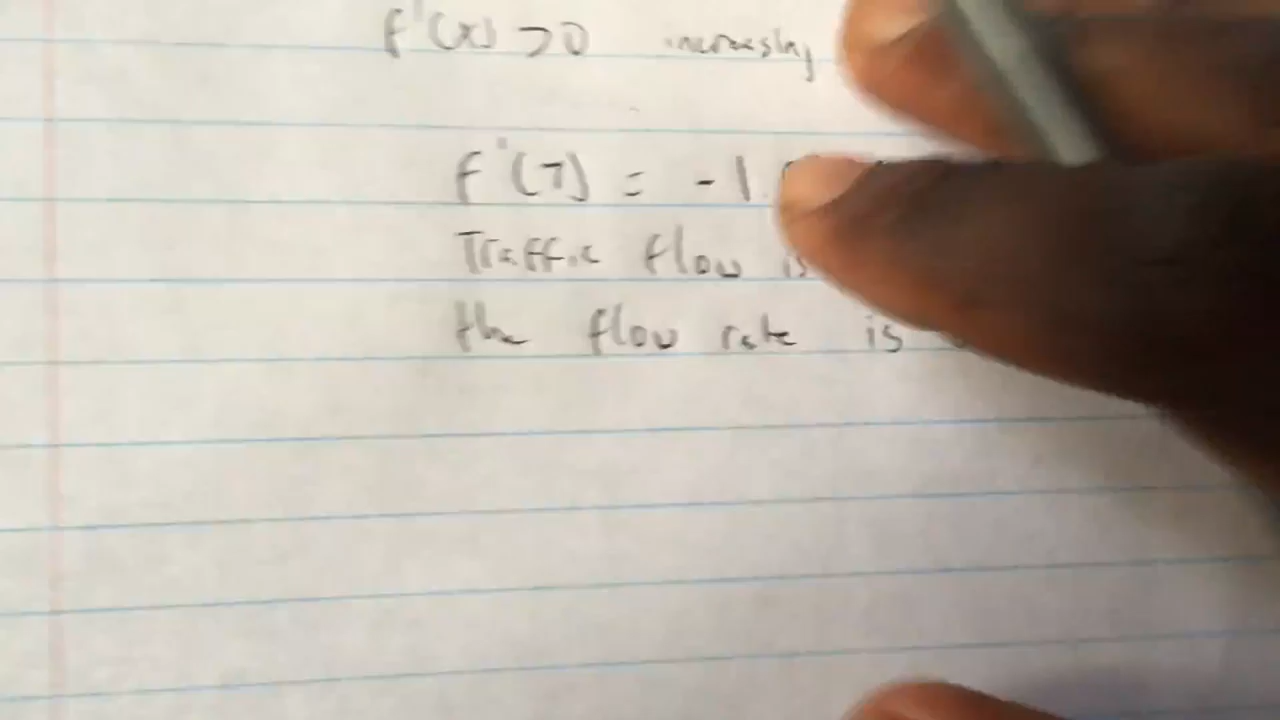 f'(x) > 0 increasing
f'(7) = -1.
Traffic flow is
the flow rate is